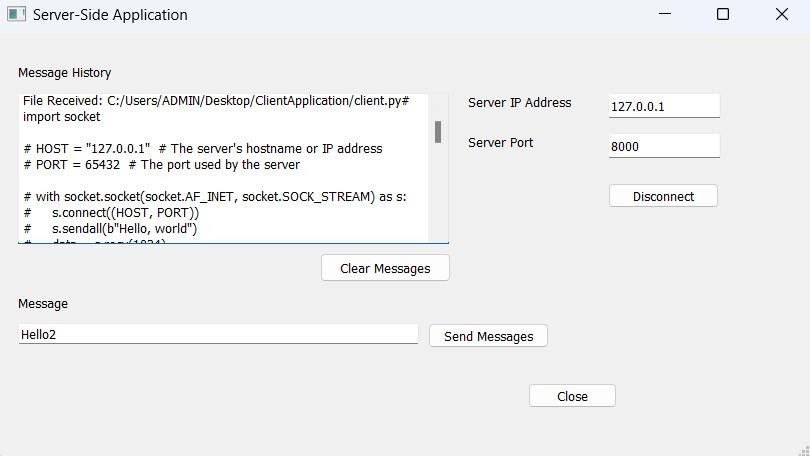 Server-Side Application
Message History
File Received: C:/Users/ADMIN/Desktop/ClientApplication/client.py#
import socket
# HOST = "127.0.0.1"  # The server's hostname or IP address
# PORT = 65432  # The port used by the server
# with socket.socket(socket.AF_INET, socket.SOCK_STREAM) as s:
#     s.connect((HOST, PORT))
#     s.sendall(b"Hello, world")
#     data = s.recv(1024)
Server IP Address
127.0.0.1
Server Port
8000
Disconnect
Clear Messages
Message
Hello2
Send Messages
Close